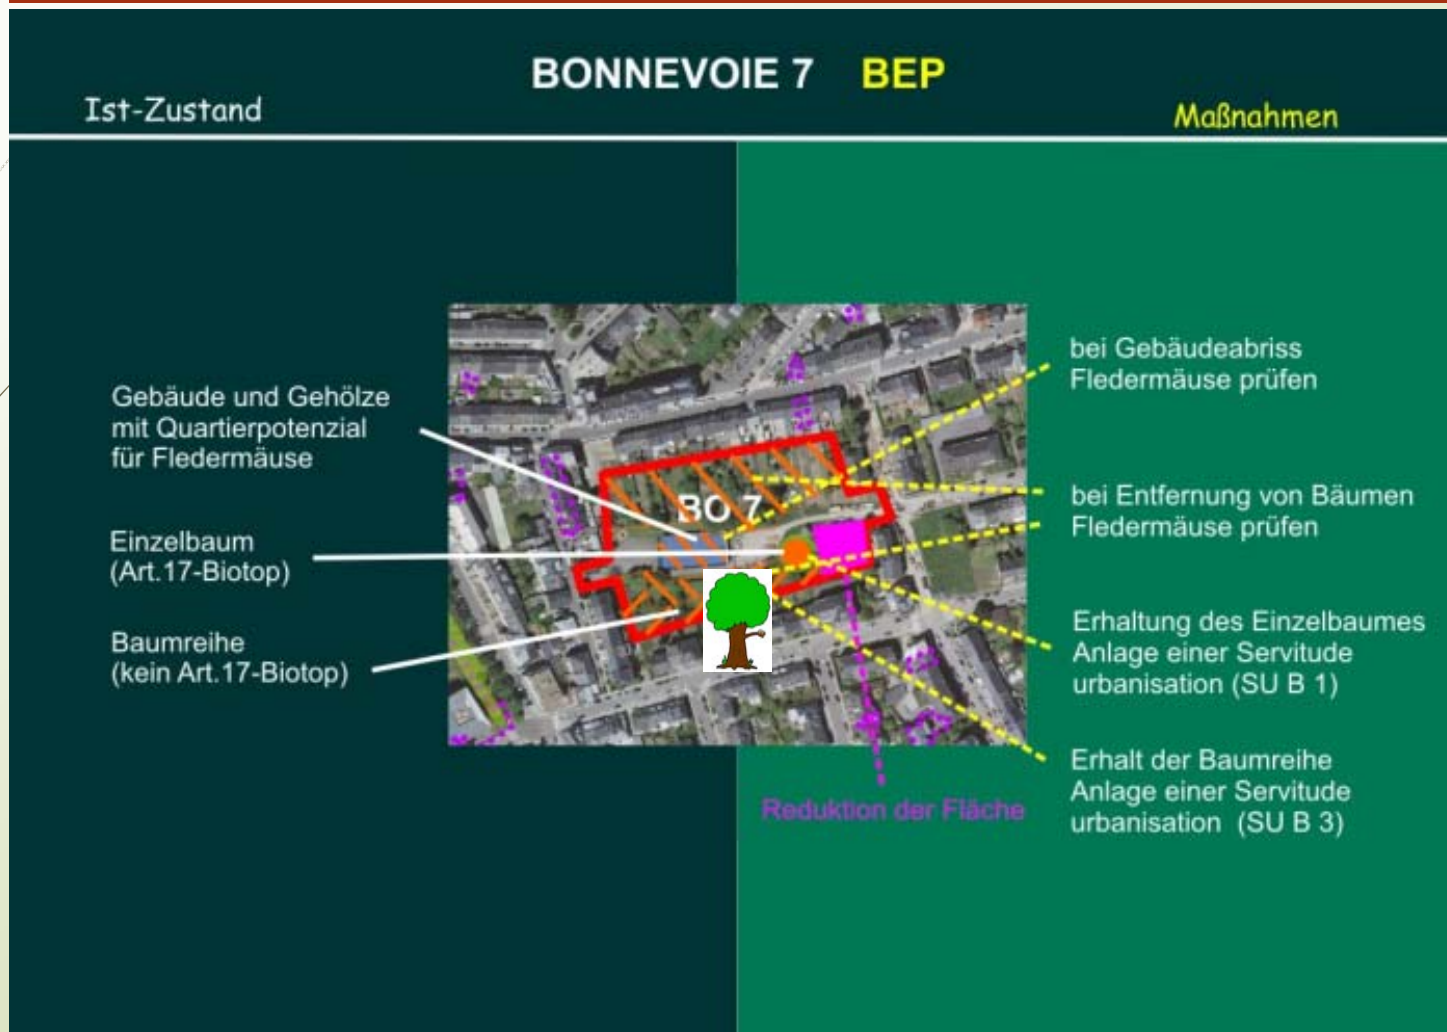 BONNEVOIE 7 BEP
Ist-Zustand
Maßnahmen
Gebäude und Gehölze
mit Quartierpotenzial
für Fledermäuse
Einzelbaum
(Art.17-Biotop)
Baumreihe
(kein Art.17-Biotop)
BO 7
bei Gebäudeabriss
Fledermäuse prüfen
bei Entfernung von Bäumen
Fledermäuse prüfen
Erhaltung des Einzelbaumes
Anlage einer Servitude
urbanisation (SU B 1)
Erhalt der Baumreihe
Anlage einer Servitude
urbanisation (SU B 3)
Reduktion der Fläche